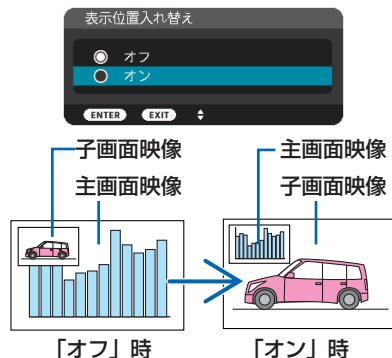 表示位置入れ替え
オフ
オン
ENTER EXIT
子画面映像 主画面映像
主画面映像 子画面映像
「オフ」時 「オン」時